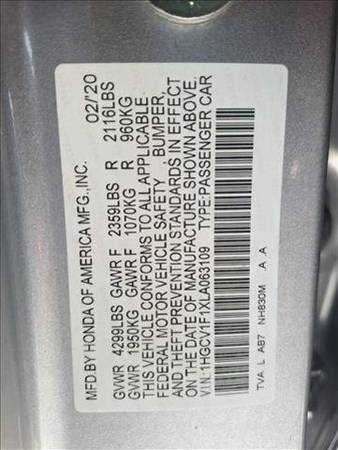 MFD.BY HONDA OF AMERICA MFG.,INC. 02/'20
GVWR 4299LBS GAWR F 2359LBS R 2116LBS
GVWR 1950KG GAWR F 1070KG R 960KG
THIS VEHICLE CONFORMS TO ALL APPLICABLE
FEDERAL MOTOR VEHICLE SAFETY , BUMPER,
AND THEFT PREVENTION STANDARDS IN EFFECT
ON THE DATE OF MANUFACTURE SHOWN ABOVE.
V.I.N.:1HGCV1F1XLA063109 TYPE:PASSENGER CAR
TVA L AB7 NH830M A A